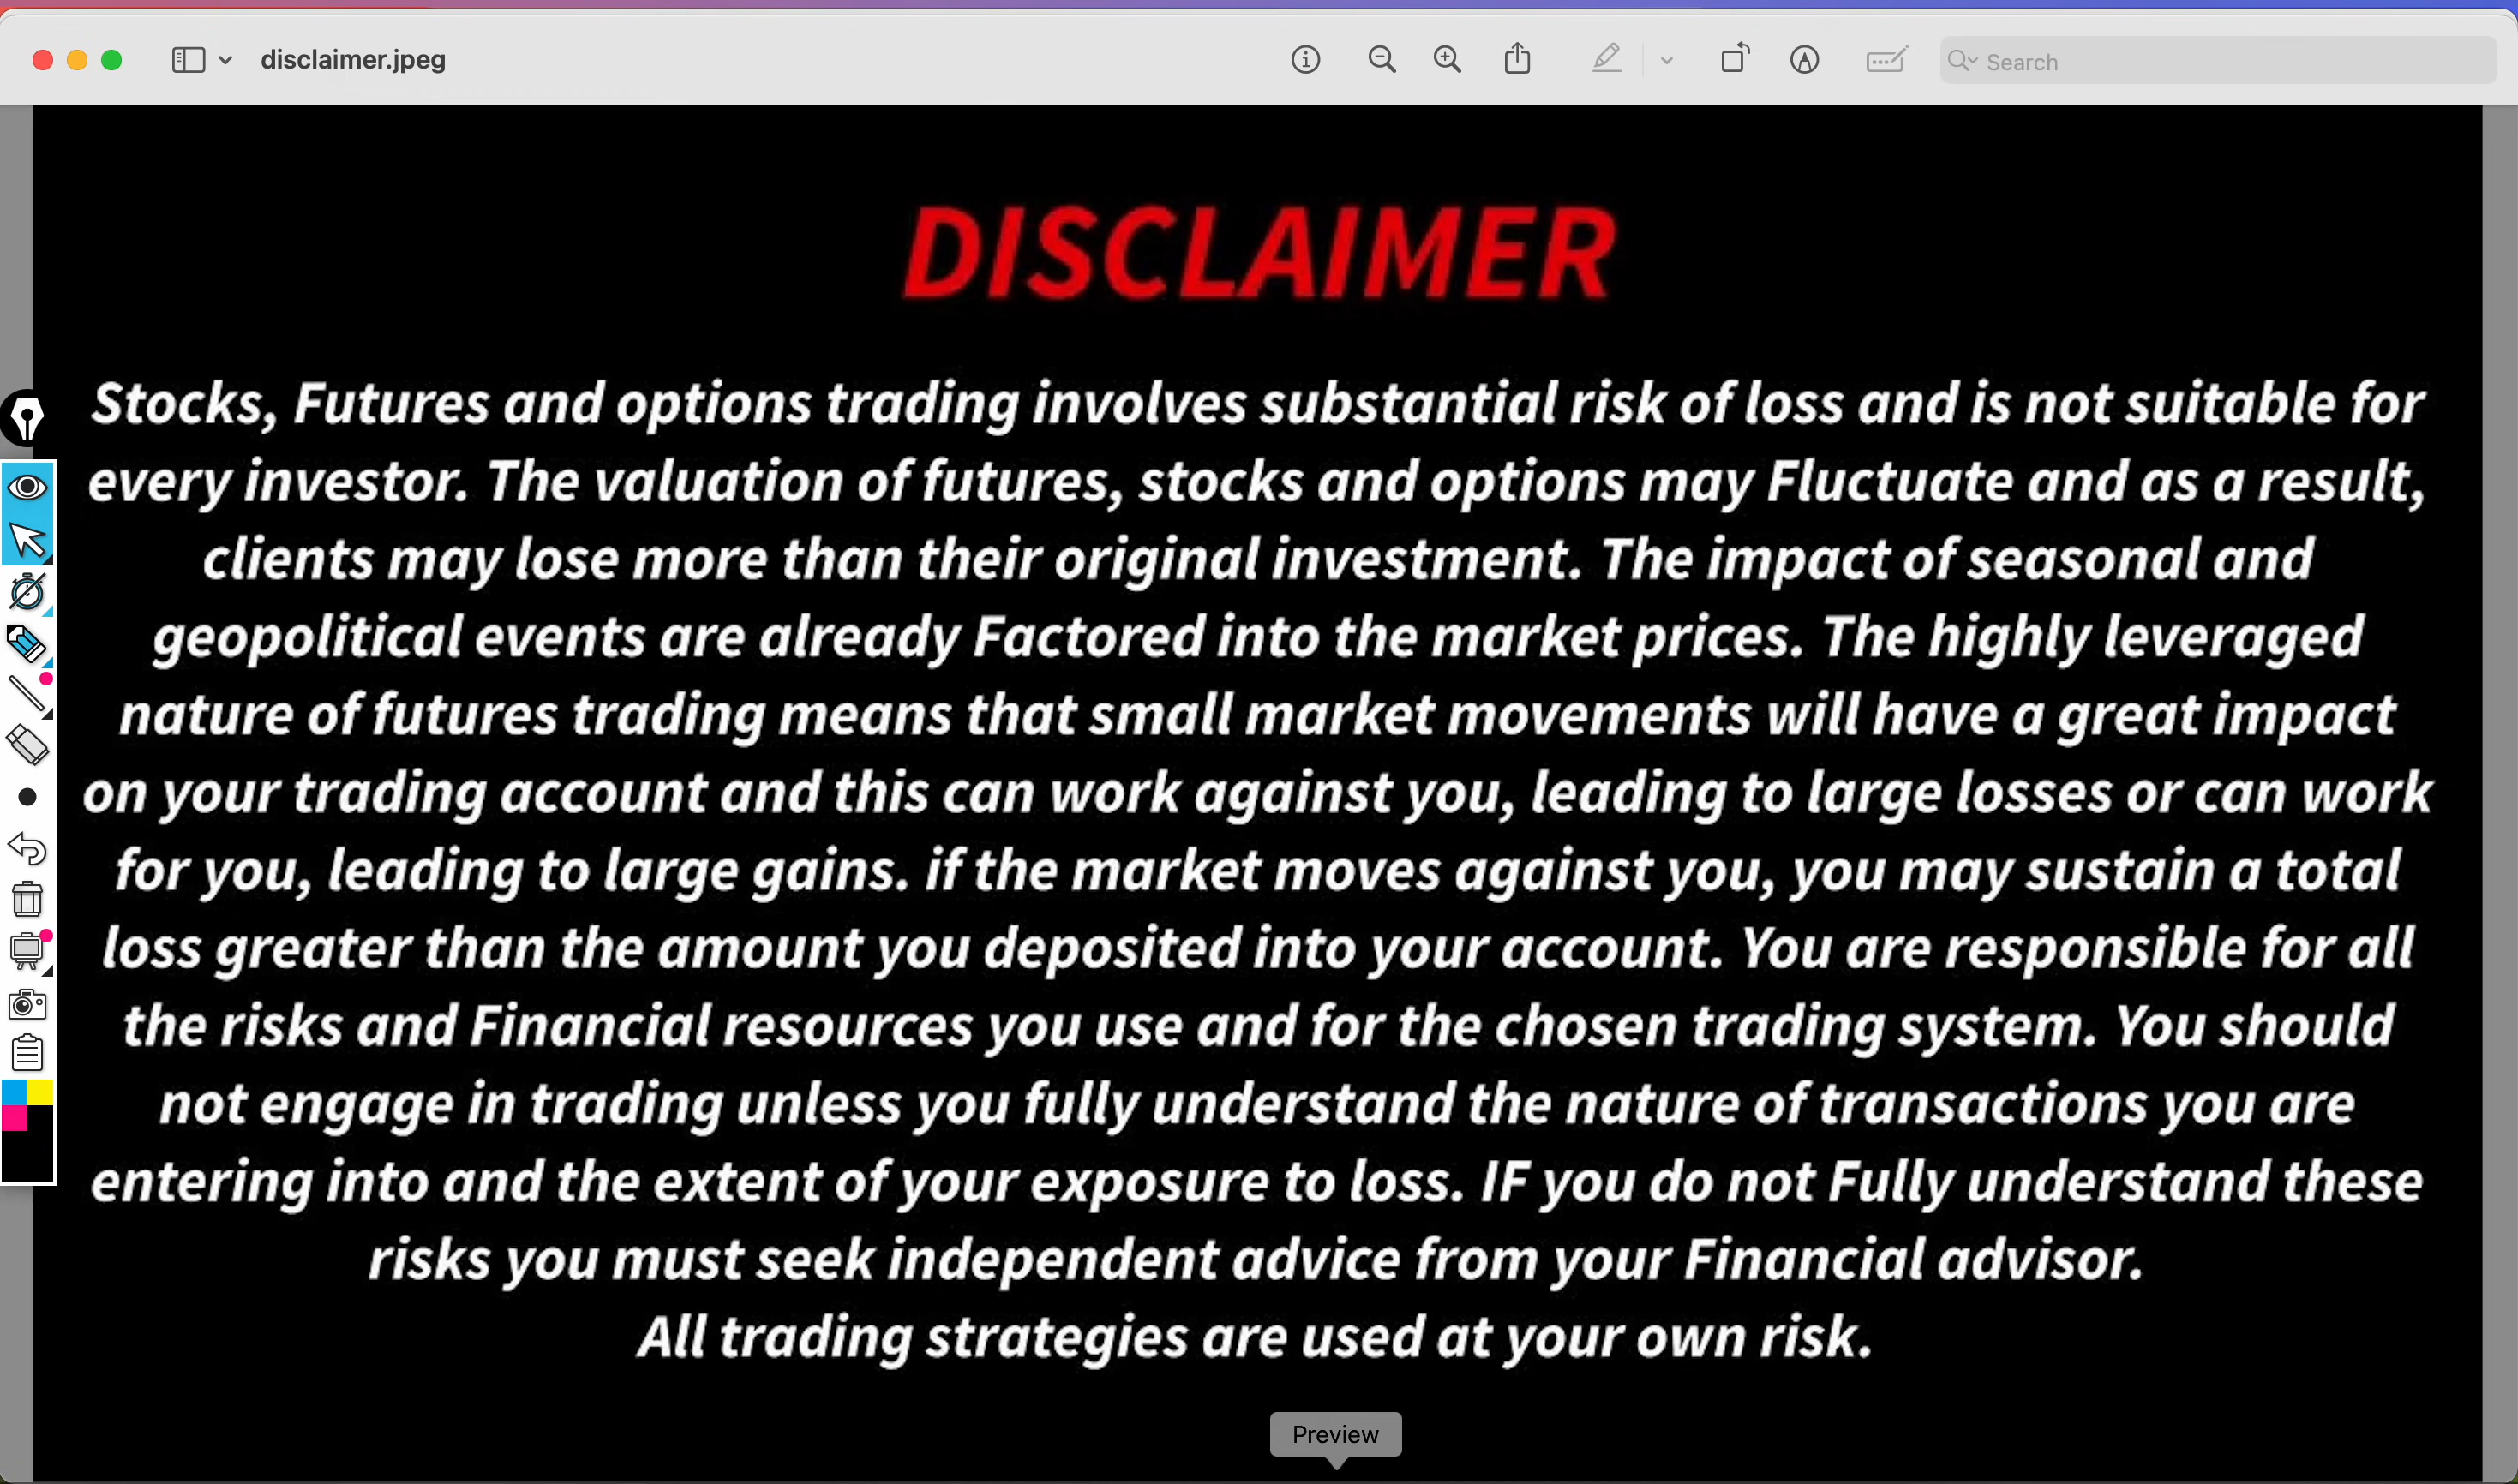 disclaimer.jpeg
Search
DISCLAIMER
Stocks, Futures and options trading involves substantial risk of loss and is not suitable for
every investor. The valuation of futures, stocks and options may Fluctuate and as a result,
clients may lose more than their original investment. The impact of seasonal and
geopolitical events are already Factored into the market prices. The highly leveraged
nature of futures trading means that small market movements will have a great impact
on your trading account and this can work against you, leading to large losses or can work
for you, leading to large gains. if the market moves against you, you may sustain a total
loss greater than the amount you deposited into your account. You are responsible for all
the risks and Financial resources you use and for the chosen trading system. You should
not engage in trading unless you fully understand the nature of transactions you are
entering into and the extent of your exposure to loss. IF you do not Fully understand these
risks you must seek independent advice from your Financial advisor.
All trading strategies are used at your own risk.
Preview